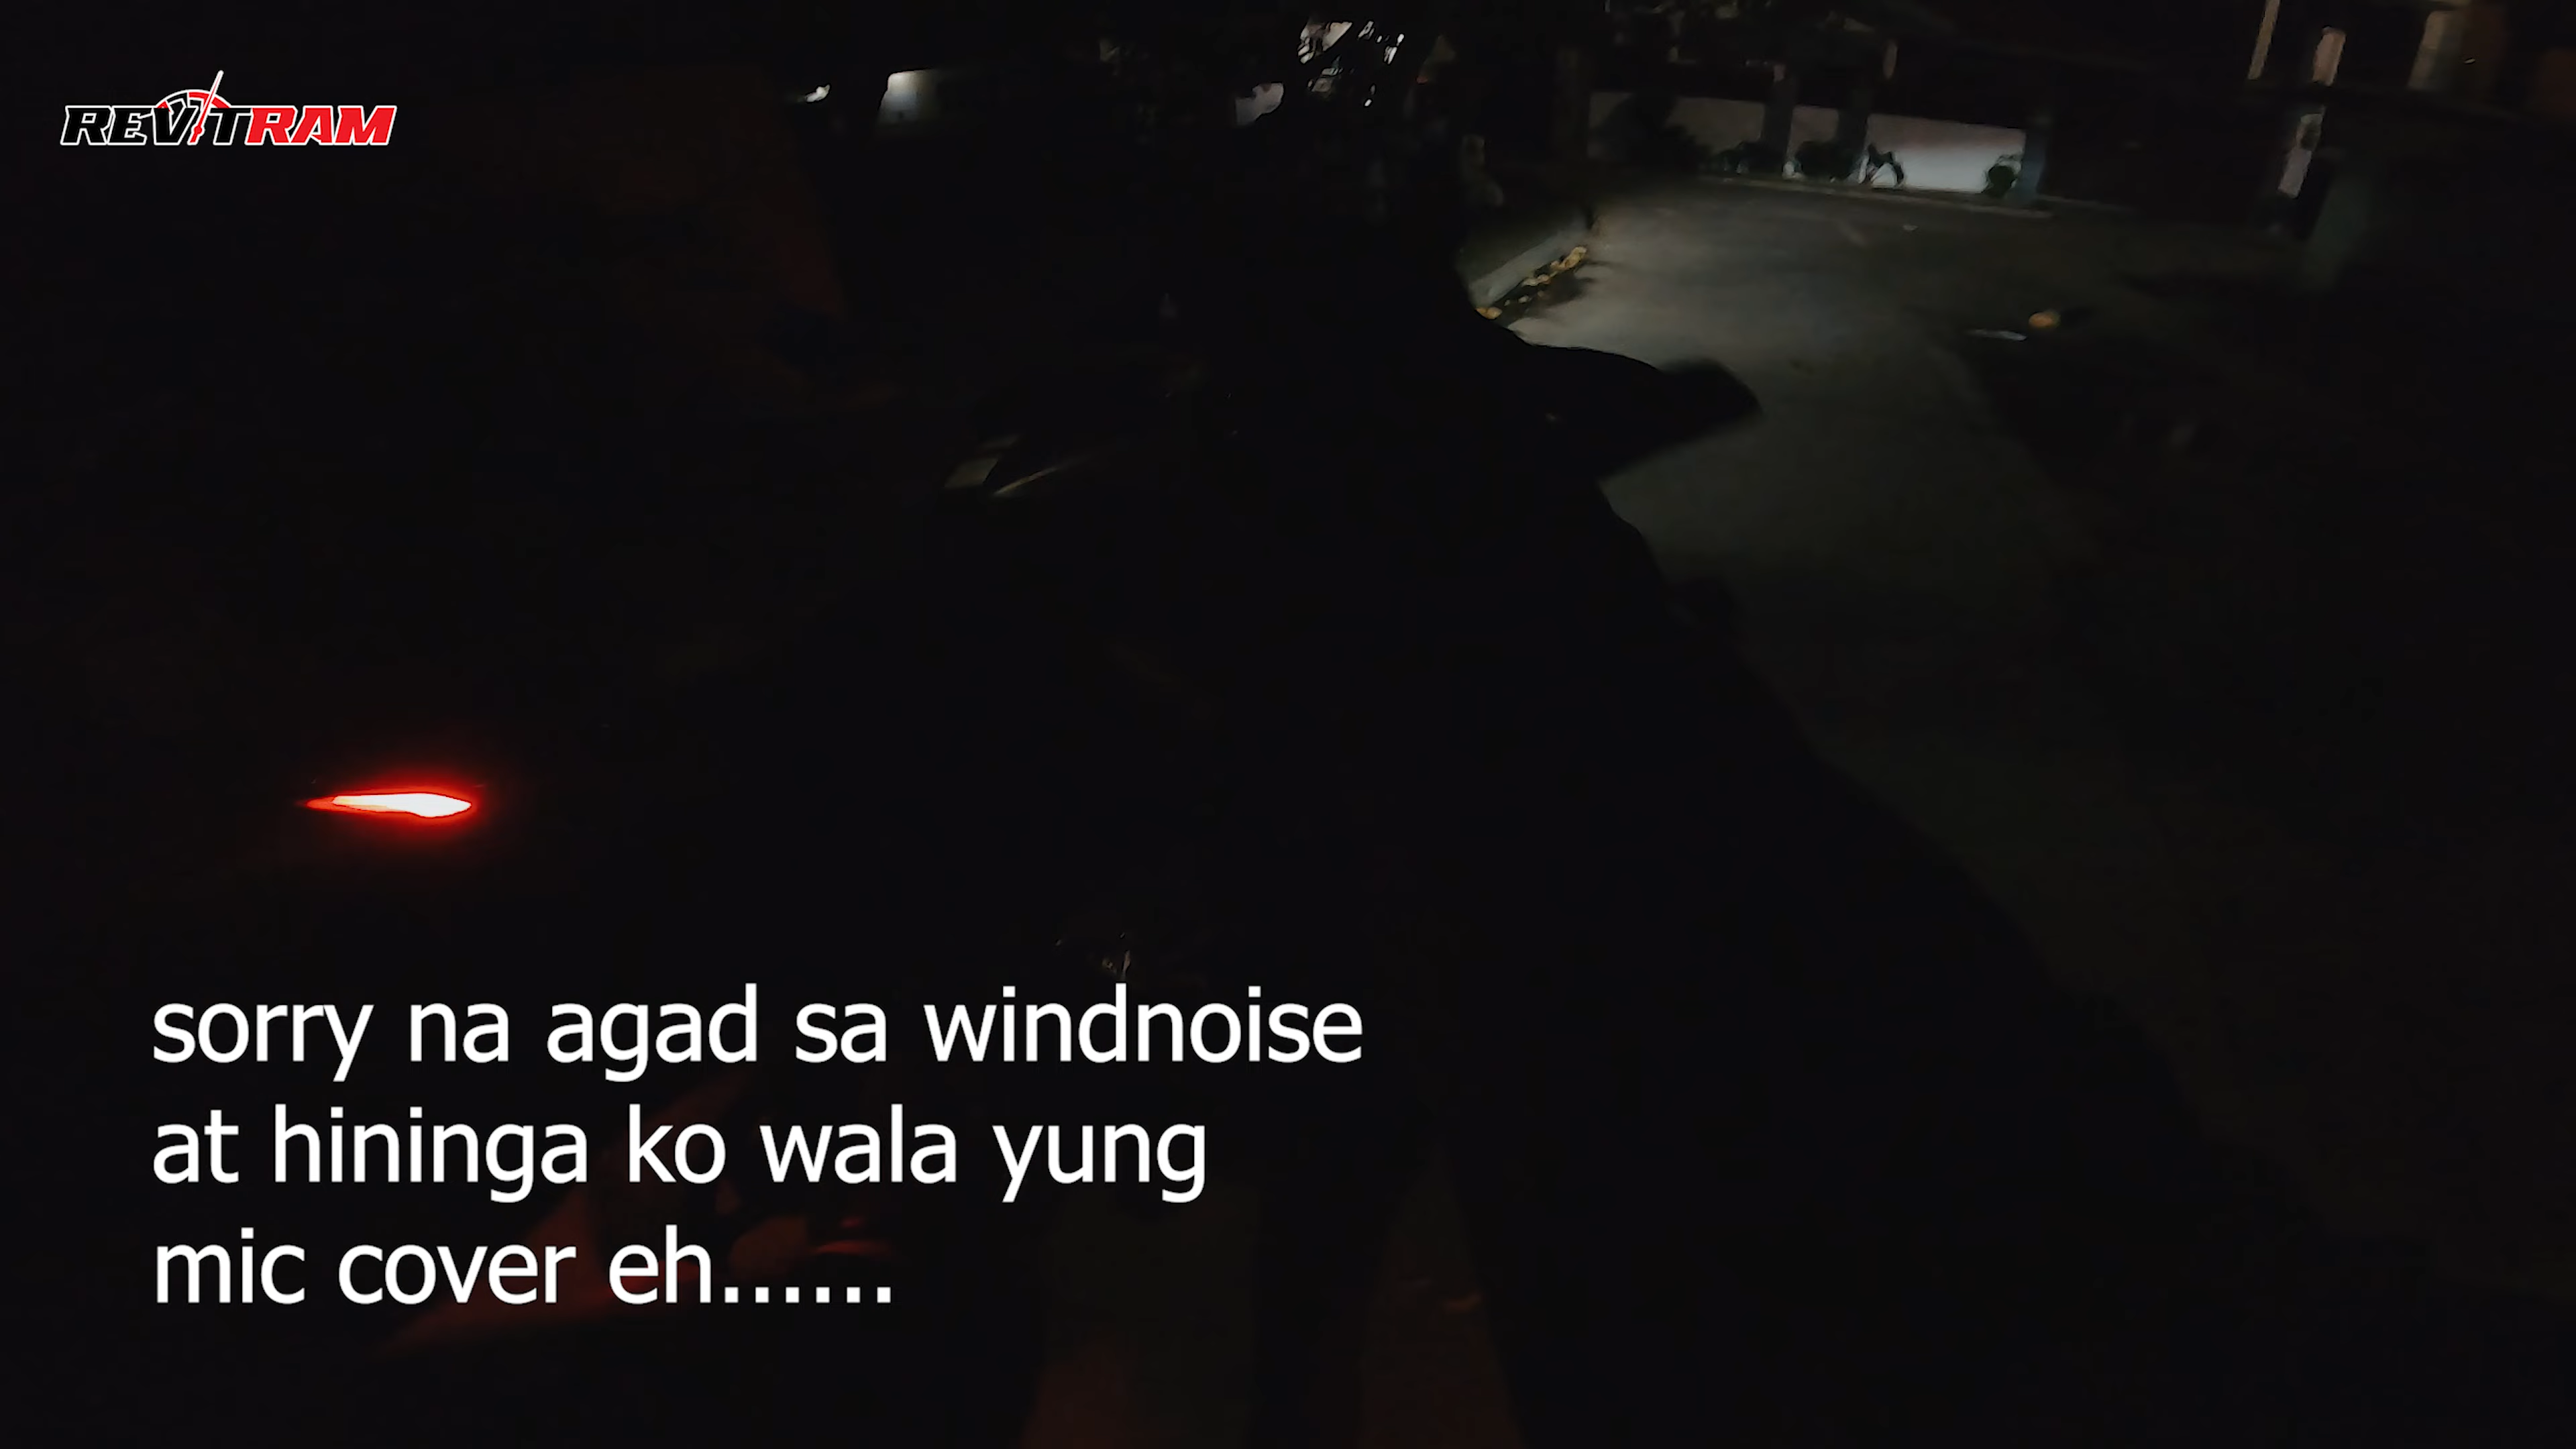 REVTRAM
sorry na agad sa windnoise
at hininga ko wala yung
mic cover eh......